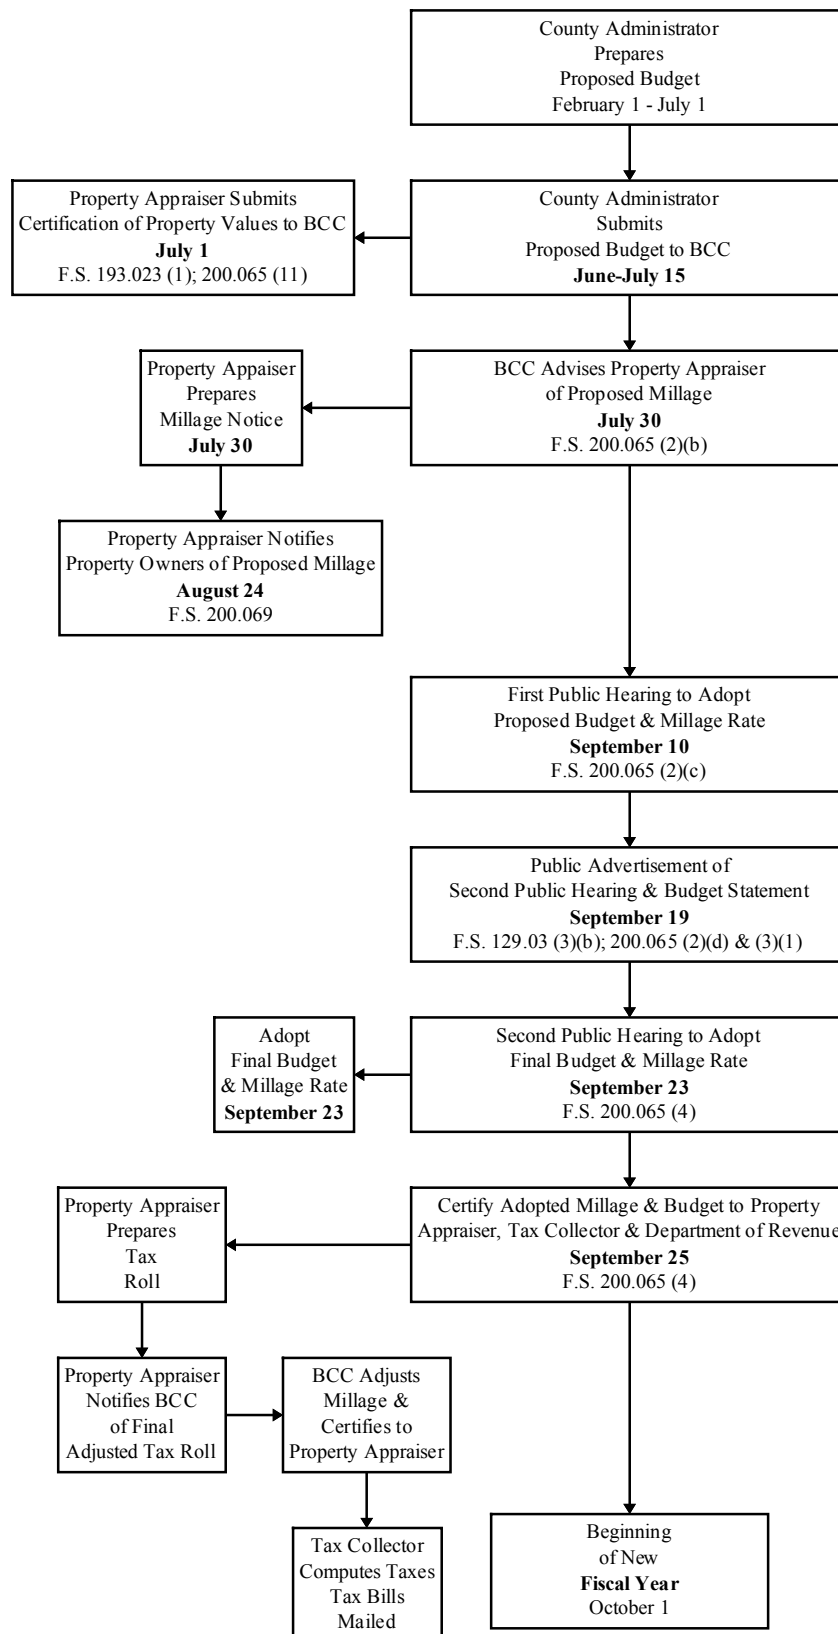 County Administrator
Prepares
Proposed Budget
February 1 - July 1
Property Appraiser Submits
Certification of Property Values to BCC
July 1
F.S. 193.023 (1); 200.065 (11)
County Administrator
Submits
Proposed Budget to BCC
June-July 15
Property Appaiser
Prepares
Millage Notice
July 30
BCC Advises Property Appraiser
of Proposed Millage
July 30
F.S. 200.065 (2)(b)
Property Appraiser Notifies
Property Owners of Proposed Millage
August 24
F.S. 200.069
First Public Hearing to Adopt
Proposed Budget & Millage Rate
September 10
F.S. 200.065 (2)(c)
Public Advertisement of
Second Public Hearing & Budget Statement
September 19
F.S. 129.03 (3)(b); 200.065 (2)(d) & (3)(1)
Adopt
Final Budget
& Millage Rate
September 23
Second Public Hearing to Adopt
Final Budget & Millage Rate
September 23
F.S. 200.065 (4)
Property Appraiser
Prepares
Tax
Roll
Certify Adopted Millage & Budget to Property
Appraiser, Tax Collector & Department of Revenue
September 25
F.S. 200.065 (4)
Property Appraiser
Notifies BCC
of Final
Adjusted Tax Roll
BCC Adjusts
Millage &
Certifies to
Property Appraiser
Tax Collector
Computes Taxes
Tax Bills
Mailed
Beginning
of New
Fiscal Year
October 1